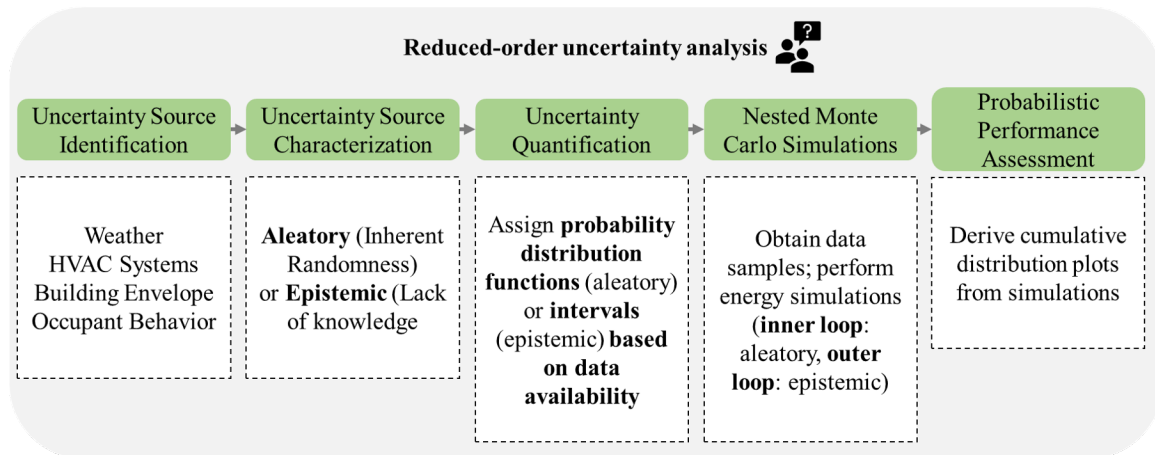 Reduced-order uncertainty analysis
?
Uncertainty Source
Identification
Uncertainty Source
Characterization
Uncertainty
Quantification
Nested Monte
Carlo Simulations
Probabilistic
Performance
Assessment
Weather
HVAC Systems
Building Envelope
Occupant Behavior
Aleatory (Inherent
Randomness)
or Epistemic (Lack
of knowledge
Assign probability
distribution
functions (aleatory)
or intervals
(epistemic) based
on data
availability
Obtain data
samples; perform
energy simulations
(inner loop:
aleatory, outer
loop: epistemic)
Derive cumulative
distribution plots
from simulations